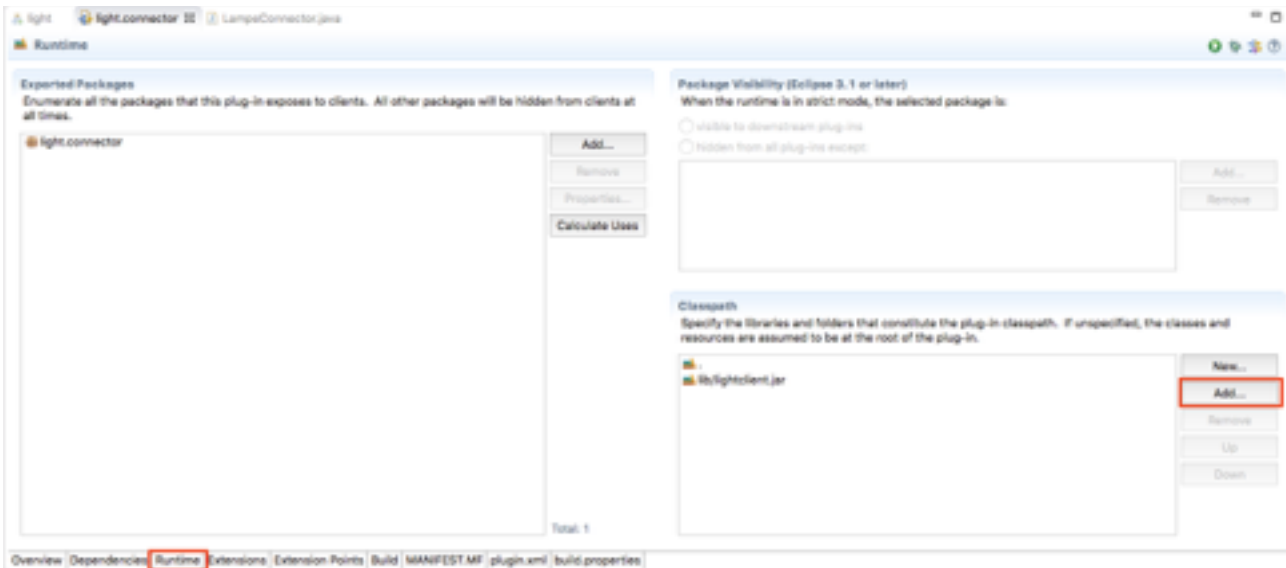 light
light.connector
LampeConnector.java
Runtime
Exported Packages
Enumerate all the packages that this plug-in exposes to clients. All other packages will be hidden from clients at
all times.
light.connector
Add...
Remove
Properties...
Calculate Uses
Total: 1
Package Visibility (Eclipse 3.1 or later)
When the runtime is in strict mode, the selected package is:
visible to downstream plug-ins
hidden from all plug-ins except:
Add...
Remove
Classpath
Specify the libraries and folders that constitute the plug-in classpath. If unspecified, the classes and
resources are assumed to be at the root of the plug-in.
.
lib/lightclient.jar
New...
Add...
Remove
Up
Down
Overview Dependencies Runtime Extensions Extension Points Build MANIFEST.MF plugin.xml build.properties